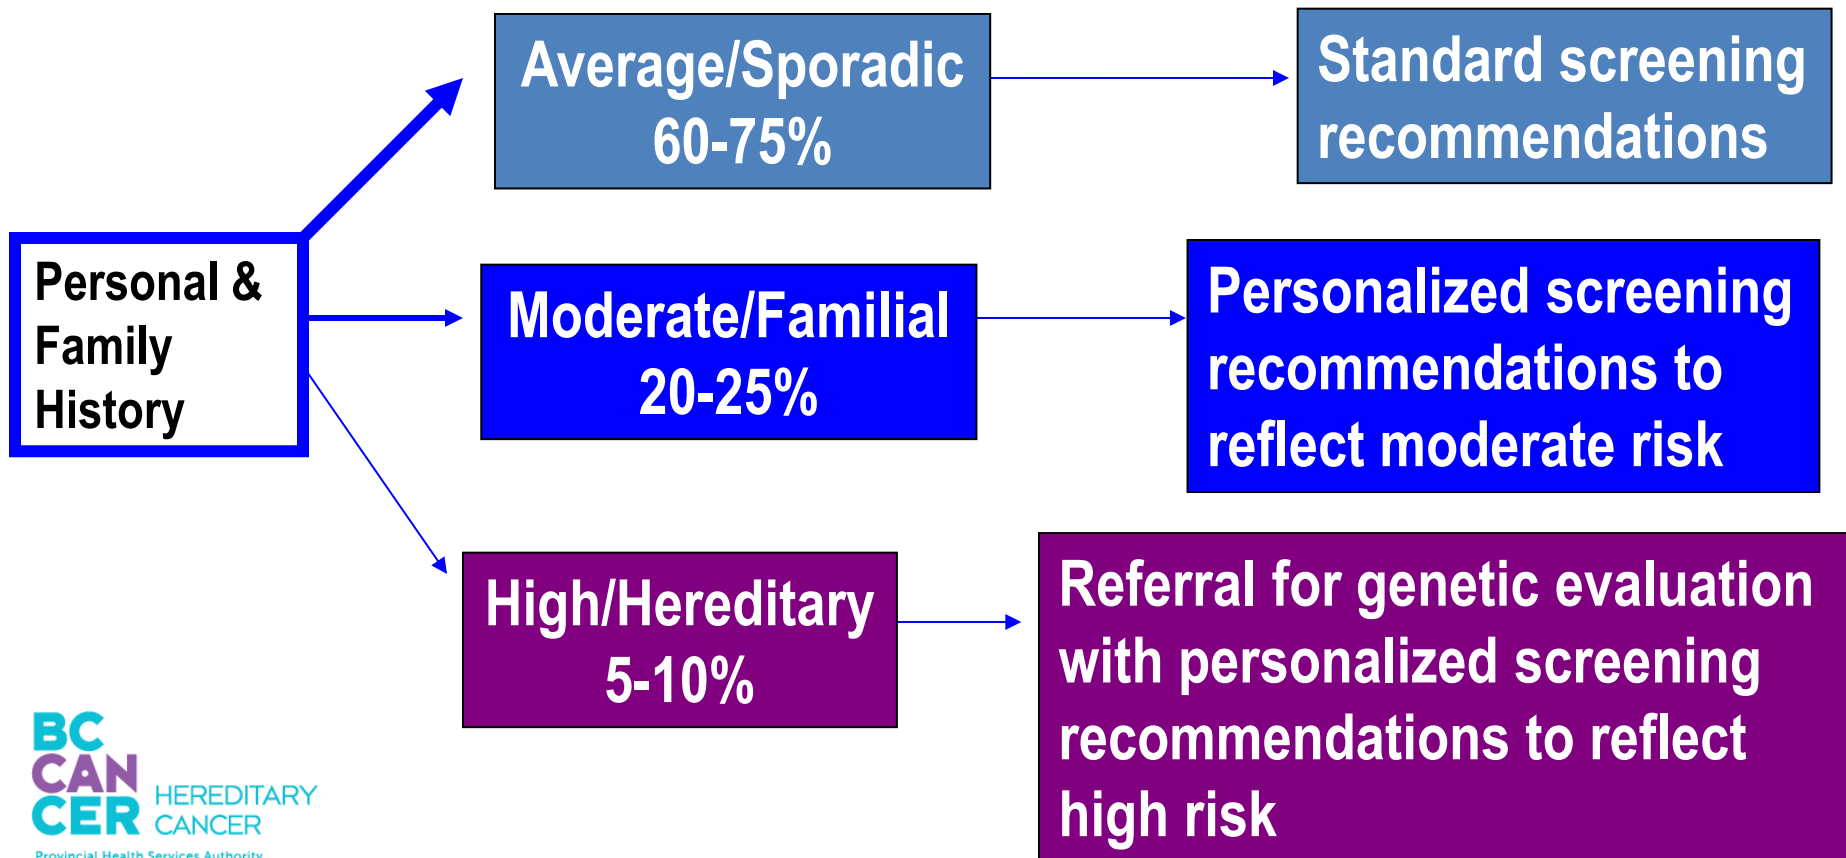 Personal &
Family
History
Average/Sporadic
60-75%
Standard screening
recommendations
Moderate/Familial
20-25%
Personalized screening
recommendations to
reflect moderate risk
High/Hereditary
5-10%
Referral for genetic evaluation
with personalized screening
recommendations to reflect
high risk
BC
CAN
CER
HEREDITARY
CANCER
Provincial Health Services Authority